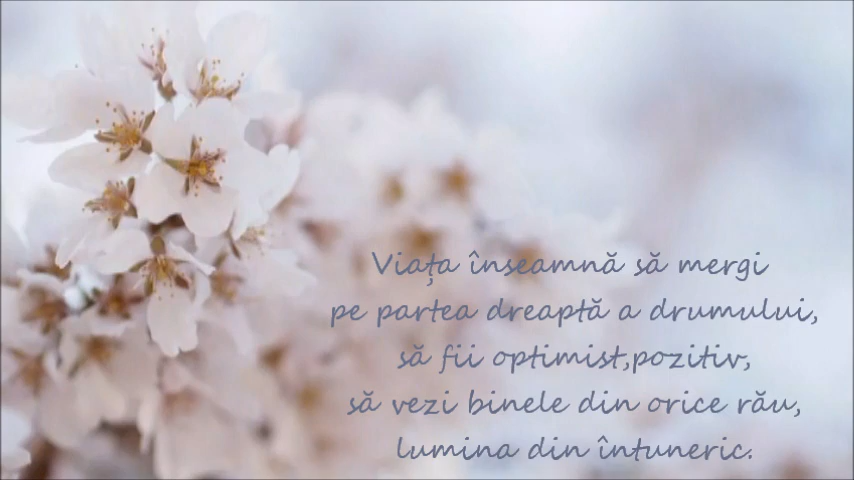 Viața înseamnă să mergi
pe partea dreaptă a drumului,
să fii optimist,pozitiv,
să vezi binele din orice rău,
lumina din întuneric.